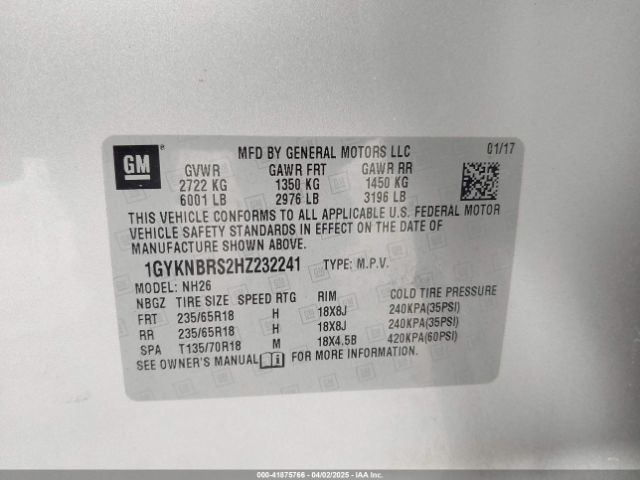 GM ®
MFD BY GENERAL MOTORS LLC 01/17
GVWR GAWR FRT GAWR RR
2722 KG 1350 KG 1450 KG
6001 LB 2976 LB 3196 LB
THIS VEHICLE CONFORMS TO ALL APPLICABLE U.S. FEDERAL MOTOR
VEHICLE SAFETY STANDARDS IN EFFECT ON THE DATE OF
MANUFACTURE SHOWN ABOVE.
1GYKNBRS2HZ232241 TYPE: M.P.V.
MODEL: NH26
NBGZ TIRE SIZE SPEED RTG RIM COLD TIRE PRESSURE
FRT 235/65R18 H 18X8J 240KPA(35PSI)
RR 235/65R18 H 18X8J 240KPA(35PSI)
SPA T135/70R18 M 18X4.5B 420KPA(60PSI)
SEE OWNER'S MANUAL FOR MORE INFORMATION.
000-41875766 - 04/02/2025 - IAA Inc.